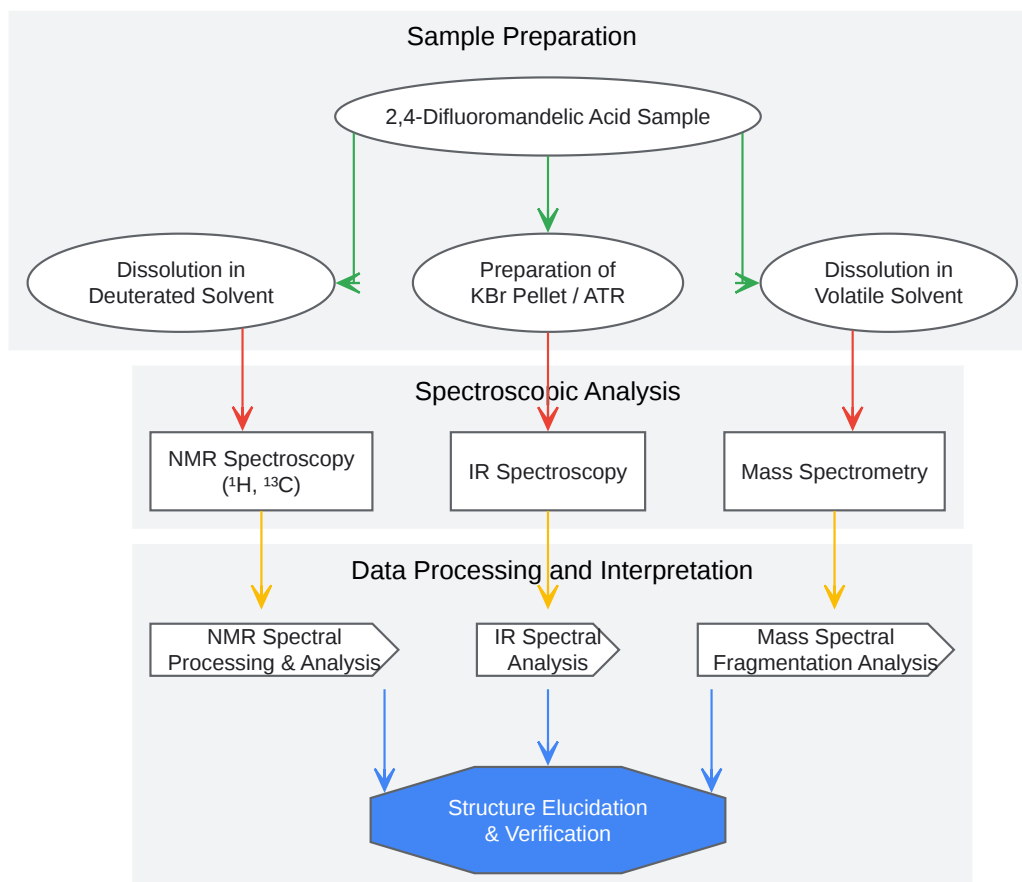 Sample Preparation
2,4-Difluoromandelic Acid Sample
Dissolution in
Deuterated Solvent
Preparation of
KBr Pellet / ATR
Dissolution in
Volatile Solvent
Spectroscopic Analysis
NMR Spectroscopy
(¹H, ¹³C)
IR Spectroscopy
Mass Spectrometry
Data Processing and Interpretation
NMR Spectral
Processing & Analysis
IR Spectral
Analysis
Mass Spectral
Fragmentation Analysis
Structure Elucidation
& Verification